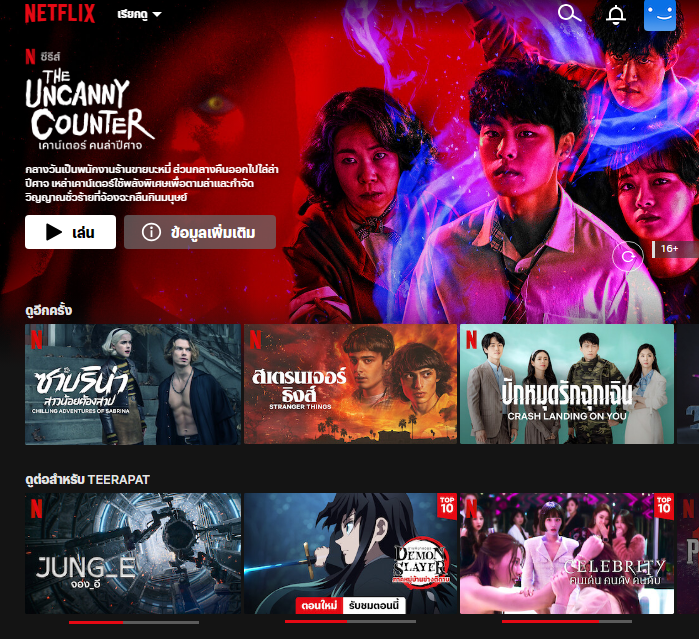 NETFLIX
เรียกดู
N ซีรีส์
THE
UNCANNY
COUNTER
เคาน์เตอร์ คนล่าปีศาจ
กลางวันเป็นพนักงานร้านขายบะหมี่ ส่วนกลางคืนออกไปไล่ล่า
ปีศาจ เหล่าเคาน์เตอร์ใช้พลังพิเศษเพื่อตามล่าและกำจัด
วิญญาณชั่วร้ายที่จ้องจะกลืนกินมนุษย์
เล่น
ข้อมูลเพิ่มเติม
16+
ดูอีกครั้ง
N
ซาบริน่า
สาวน้อยต้องสาป
CHILLING ADVENTURES OF SABRINA
N
สเตรนเจอร์
ธิงส์
STRANGER THINGS
N
ปักหมุดรักฉุกเฉิน
CRASH LANDING ON YOU
ดูต่อสำหรับ TEERAPAT
N
JUNG_E
จอง_อี
TOP
10
DEMON
SLAYER
ตอนใหม่
รับชมตอนนี้
N
TOP
10
CELEBRITY
คนเด่น คนดัง คนดับ
N
P